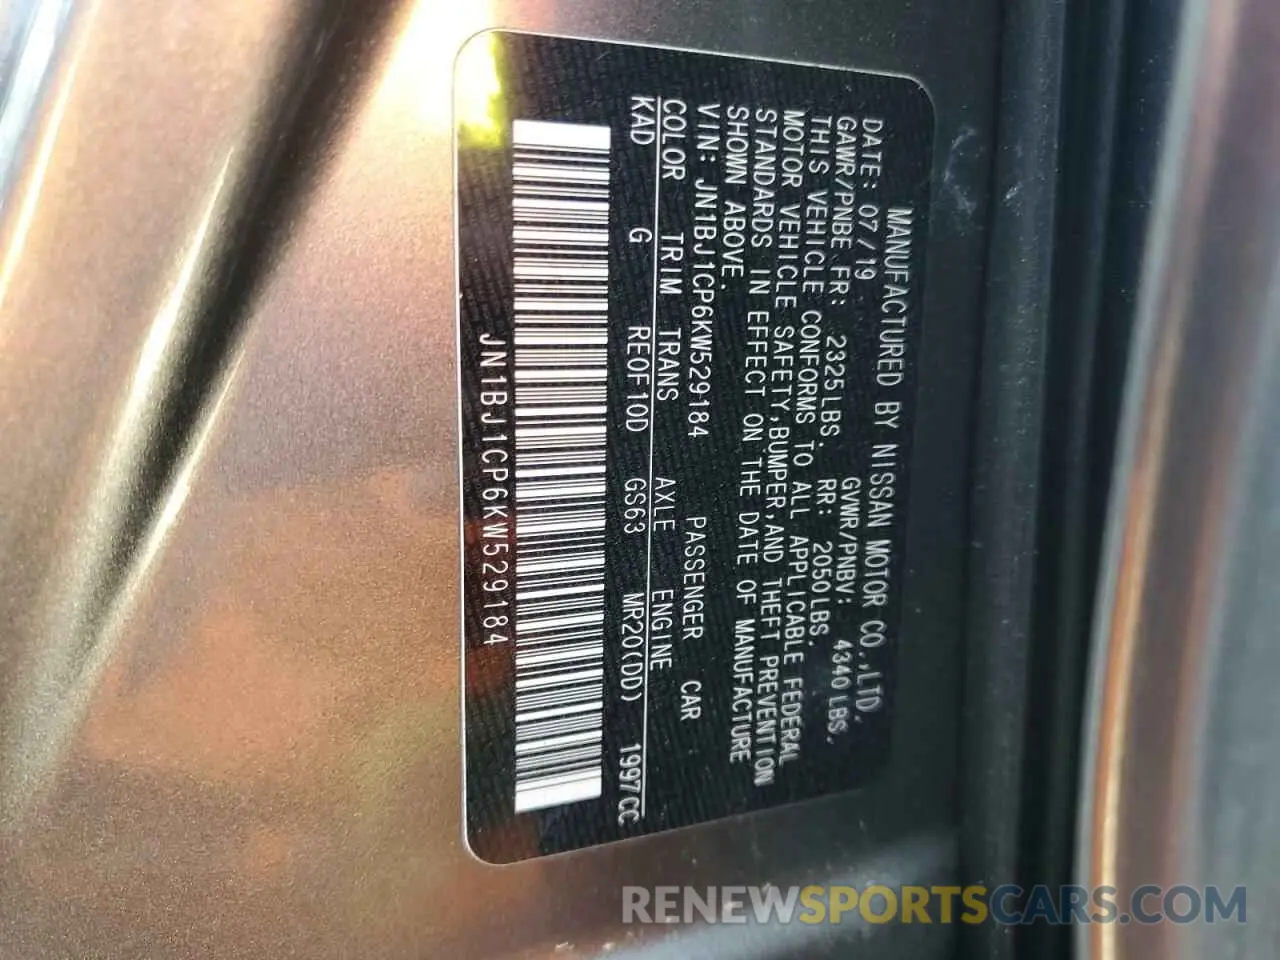 MANUFACTURED BY NISSAN MOTOR CO.,LTD.
DATE: 07/19 GVWR/PNBV: 4340LBS.
GAWR/PNBE FR: 2325LBS. RR: 2050LBS.
THIS VEHICLE CONFORMS TO ALL APPLICABLE FEDERAL
MOTOR VEHICLE SAFETY,BUMPER,AND THEFT PREVENTION
STANDARDS IN EFFECT ON THE DATE OF MANUFACTURE
SHOWN ABOVE.
VIN: JN1BJ1CP6KW529184 PASSENGER CAR
COLOR TRIM TRANS AXLE ENGINE
KAD G RE0F10D GS63 MR20(DD) 1997CC
JN1BJ1CP6KW529184
RENEWSPORTSCARS.COM